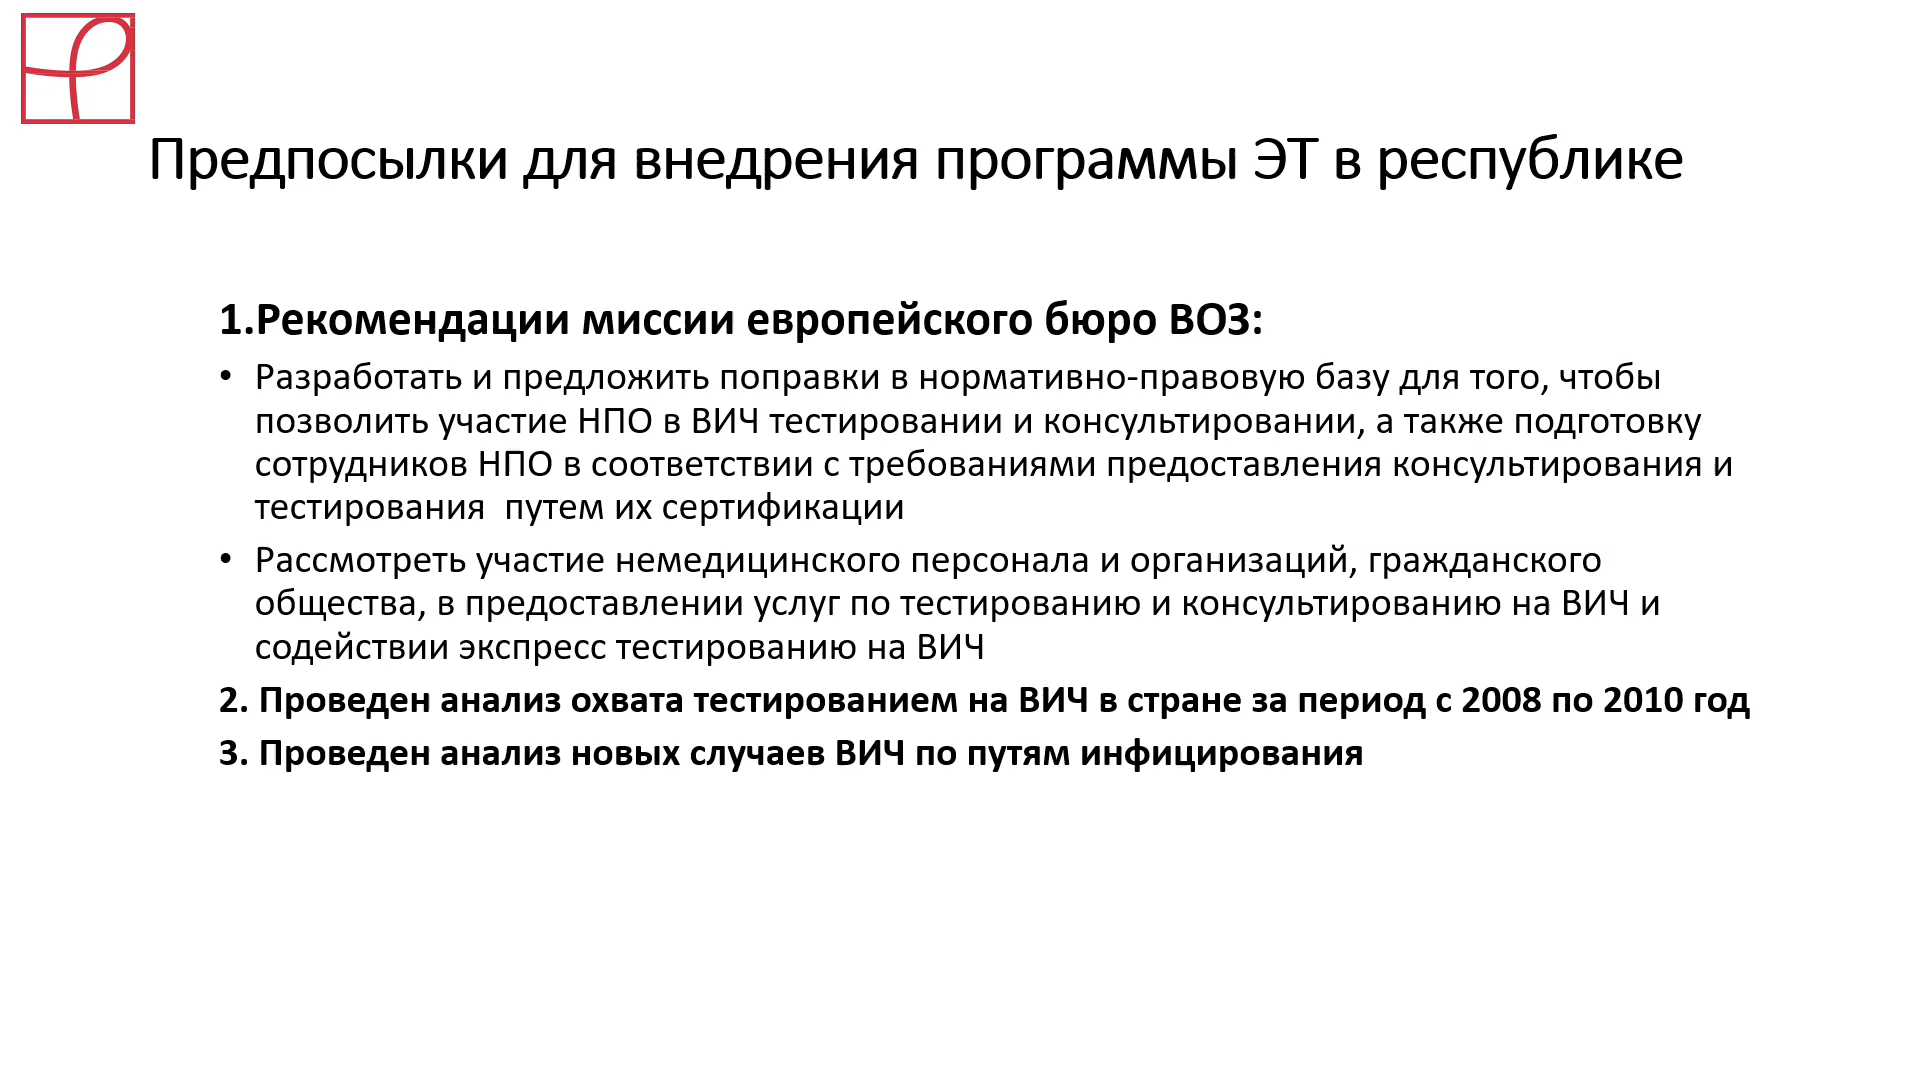 Предпосылки для внедрения программы ЭТ в республике
1.Рекомендации миссии европейского бюро ВОЗ:
• Разработать и предложить поправки в нормативно-правовую базу для того, чтобы
позволить участие НПО в ВИЧ тестировании и консультировании, а также подготовку
сотрудников НПО в соответствии с требованиями предоставления консультирования и
тестирования  путем их сертификации
• Рассмотреть участие немедицинского персонала и организаций, гражданского
общества, в предоставлении услуг по тестированию и консультированию на ВИЧ и
содействии экспресс тестированию на ВИЧ
2. Проведен анализ охвата тестированием на ВИЧ в стране за период с 2008 по 2010 год
3. Проведен анализ новых случаев ВИЧ по путям инфицирования